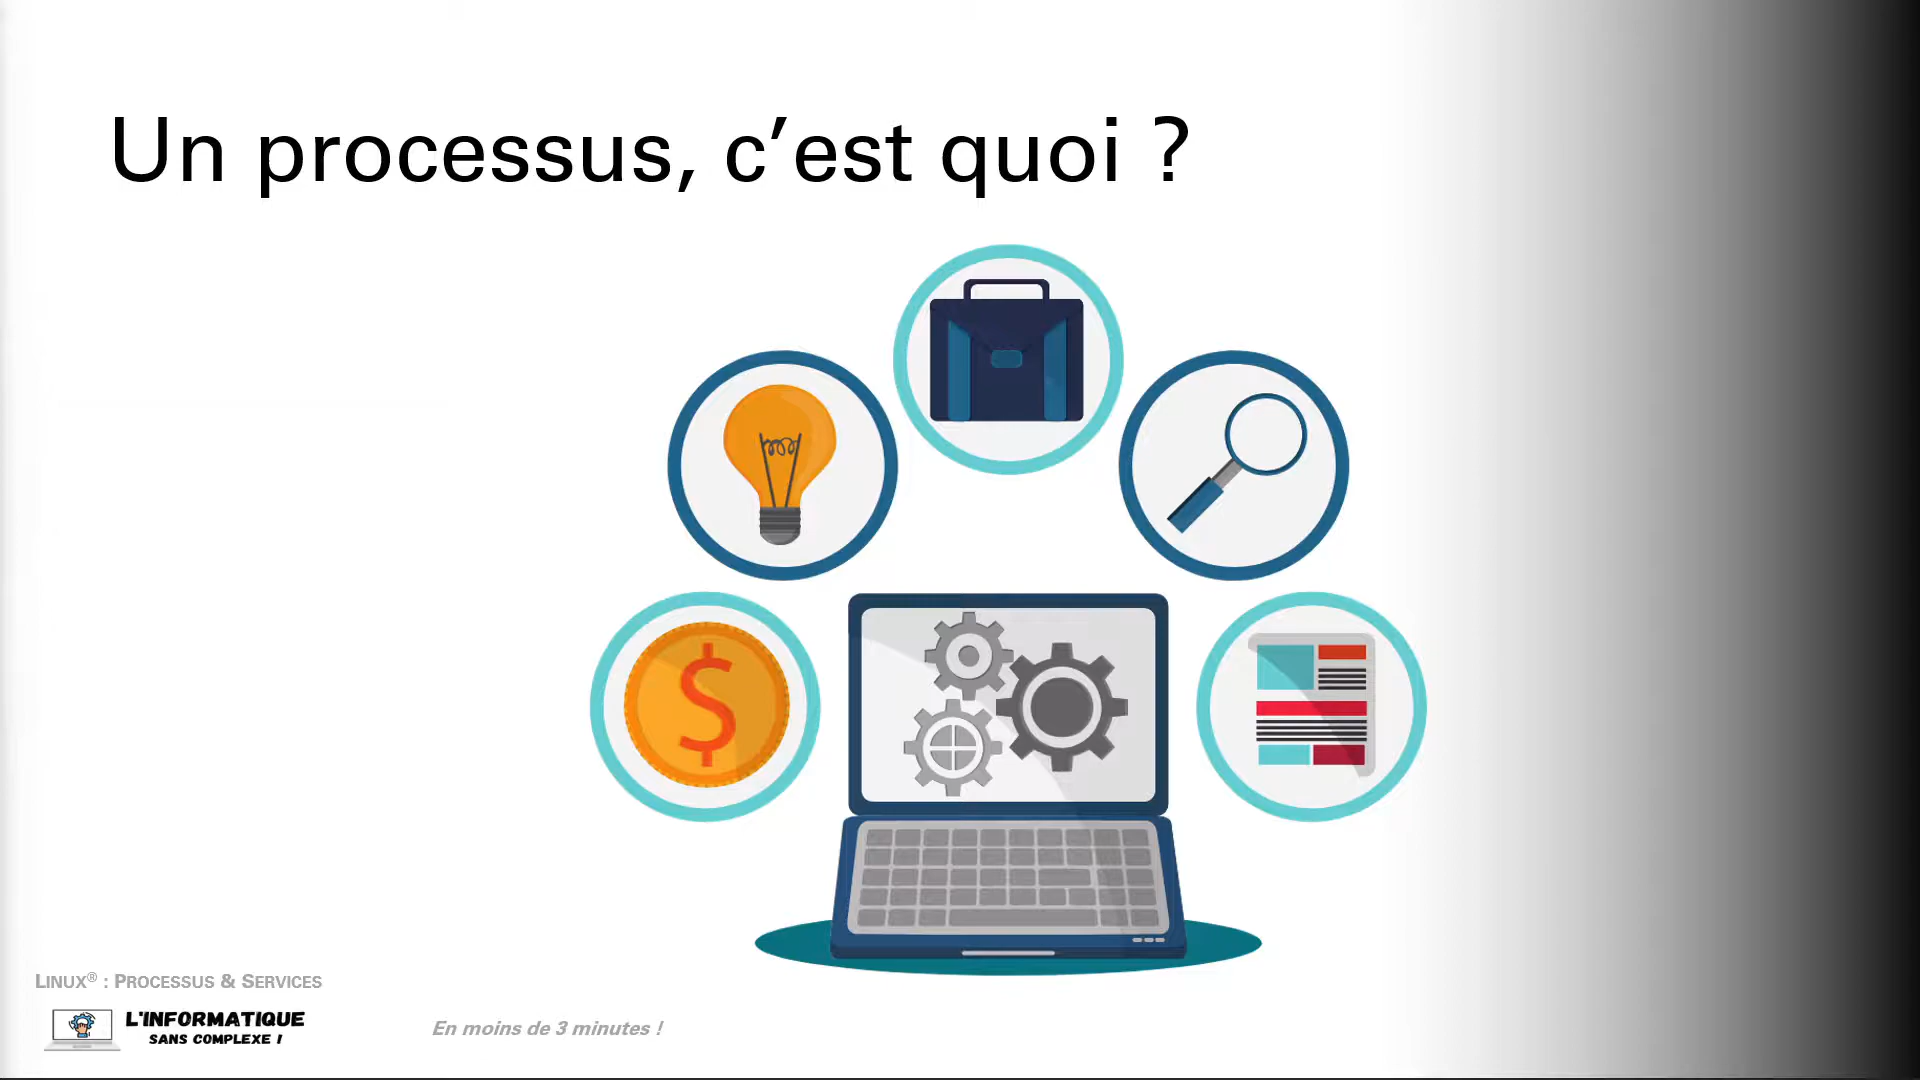 Un processus, c’est quoi ?
$
LINUX® : PROCESSUS & SERVICES
L'INFORMATIQUE
SANS COMPLEXE !
En moins de 3 minutes !